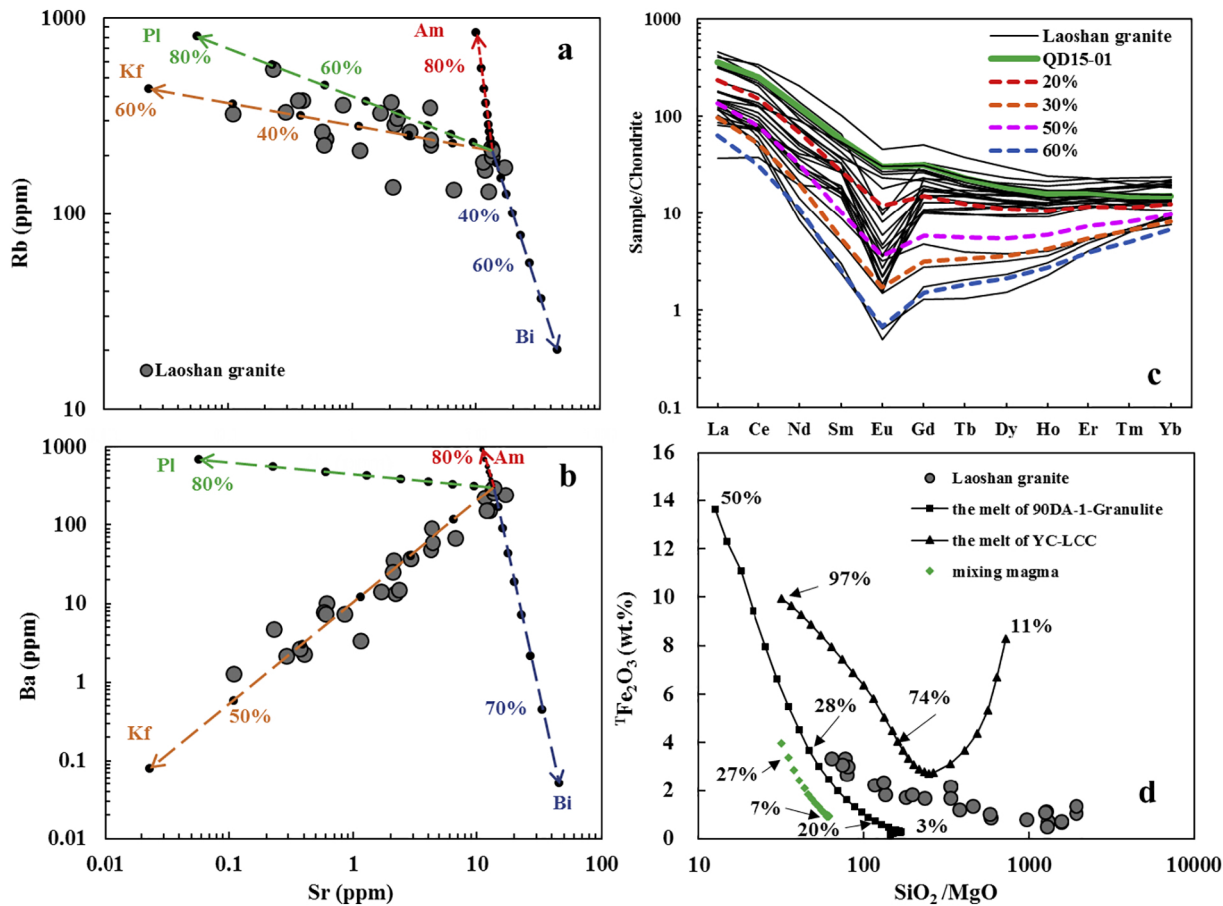 1000
100
10
Rb (ppm)
Pl
80%
Kf
60%
60%
40%
Am
80%
a
40%
60%
Bi
Laoshan granite
1000
100
10
1
0.1
0.01
Ba (ppm)
Pl
80%
80%
Am
b
Kf
50%
70%
Bi
0.01
0.1
1
10
100
Sr (ppm)
1000
100
10
1
0.1
Sample/Chondrite
Laoshan granite
QD15-01
20%
30%
50%
60%
c
La Ce Nd Sm Eu Gd Tb Dy Ho Er Tm Yb
16
14
12
10
8
6
4
2
0
TFe2O3 (wt.%)
50%
Laoshan granite
the melt of 90DA-1-Granulite
the melt of YC-LCC
mixing magma
97%
11%
74%
28%
27%
7%
20%
3%
d
10
100
1000
10000
SiO2 /MgO